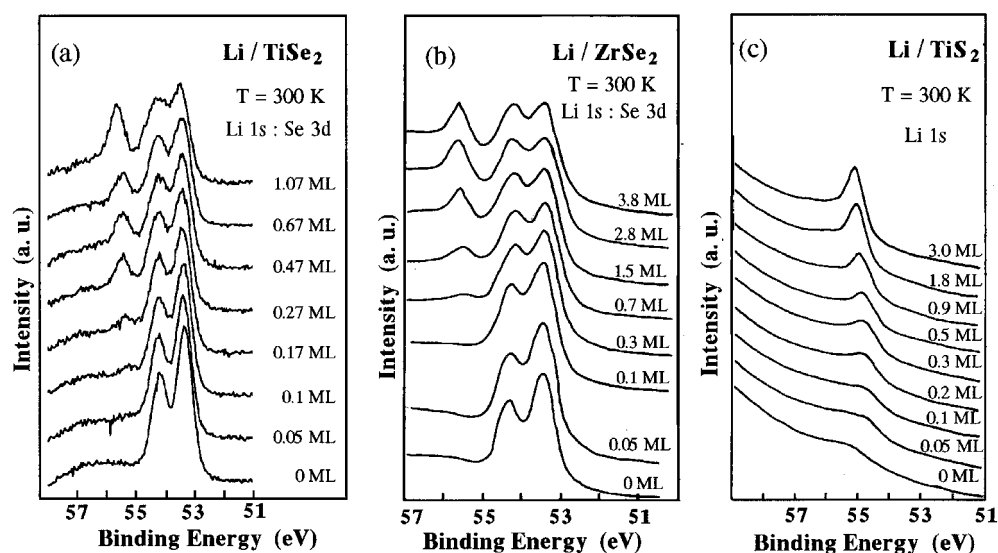 (a)
Li / TiSe2
T = 300 K
Li 1s : Se 3d
1.07 ML
0.67 ML
0.47 ML
0.27 ML
0.17 ML
0.1 ML
0.05 ML
0 ML
Intensity (a. u.)
57 55 53 51
Binding Energy (eV)
(b)
Li / ZrSe2
T = 300 K
Li 1s : Se 3d
3.8 ML
2.8 ML
1.5 ML
0.7 ML
0.3 ML
0.1 ML
0.05 ML
0 ML
Intensity (a. u.)
57 55 53 51
Binding Energy (eV)
(c)
Li / TiS2
T = 300 K
Li 1s
3.0 ML
1.8 ML
0.9 ML
0.5 ML
0.3 ML
0.2 ML
0.1 ML
0.05 ML
0 ML
Intensity (a. u.)
57 55 53 51
Binding Energy (eV)